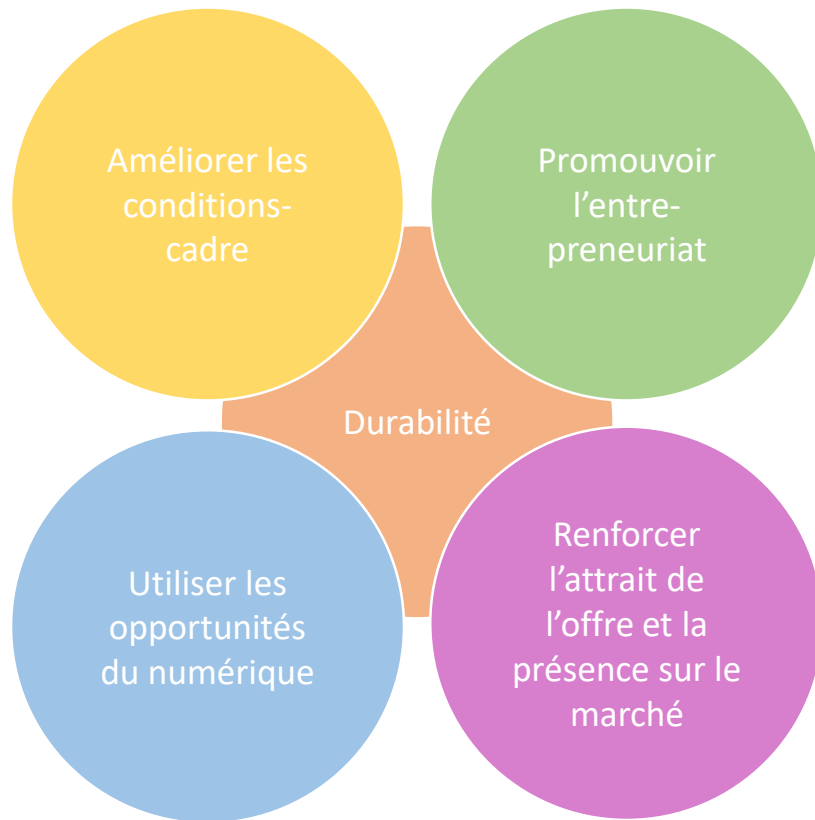 Améliorer les
conditions-
cadre
Promouvoir
l’entre-
preneuriat
Durabilité
Utiliser les
opportunités
du numérique
Renforcer
l’attrait de
l’offre et la
présence sur le
marché